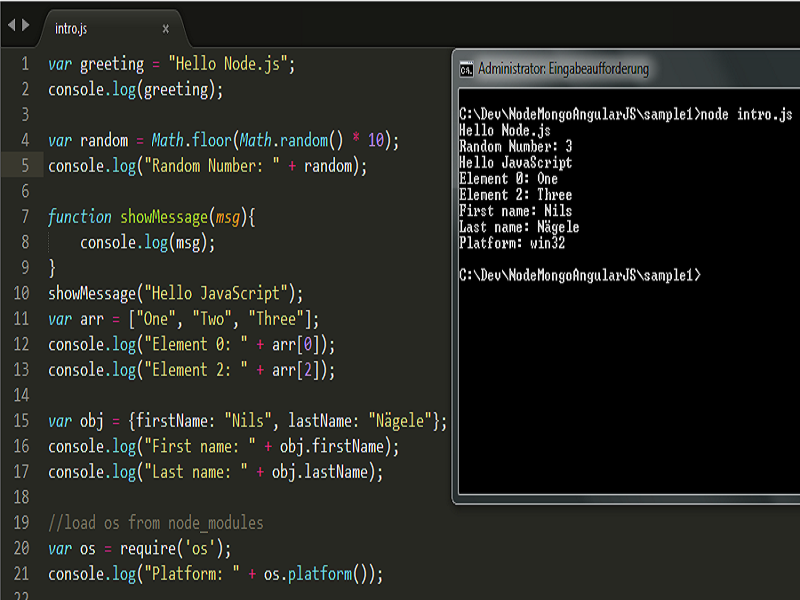 intro.js x
1 var greeting = "Hello Node.js";
2 console.log(greeting);
3
4 var random = Math.floor(Math.random() * 10);
5 console.log("Random Number: " + random);
6
7 function showMessage(msg){
8 console.log(msg);
9 }
10 showMessage("Hello JavaScript");
11 var arr = ["One", "Two", "Three"];
12 console.log("Element 0: " + arr[0]);
13 console.log("Element 2: " + arr[2]);
14
15 var obj = {firstName: "Nils", lastName: "Nägele"};
16 console.log("First name: " + obj.firstName);
17 console.log("Last name: " + obj.lastName);
18
19 //load os from node_modules
20 var os = require('os');
21 console.log("Platform: " + os.platform());
22
C:\ Administrator: Eingabeaufforderung
C:\Dev\NodeMongoAngularJS\sample1>node intro.js
Hello Node.js
Random Number: 3
Hello JavaScript
Element 0: One
Element 2: Three
First name: Nils
Last name: Nägele
Platform: win32
C:\Dev\NodeMongoAngularJS\sample1>